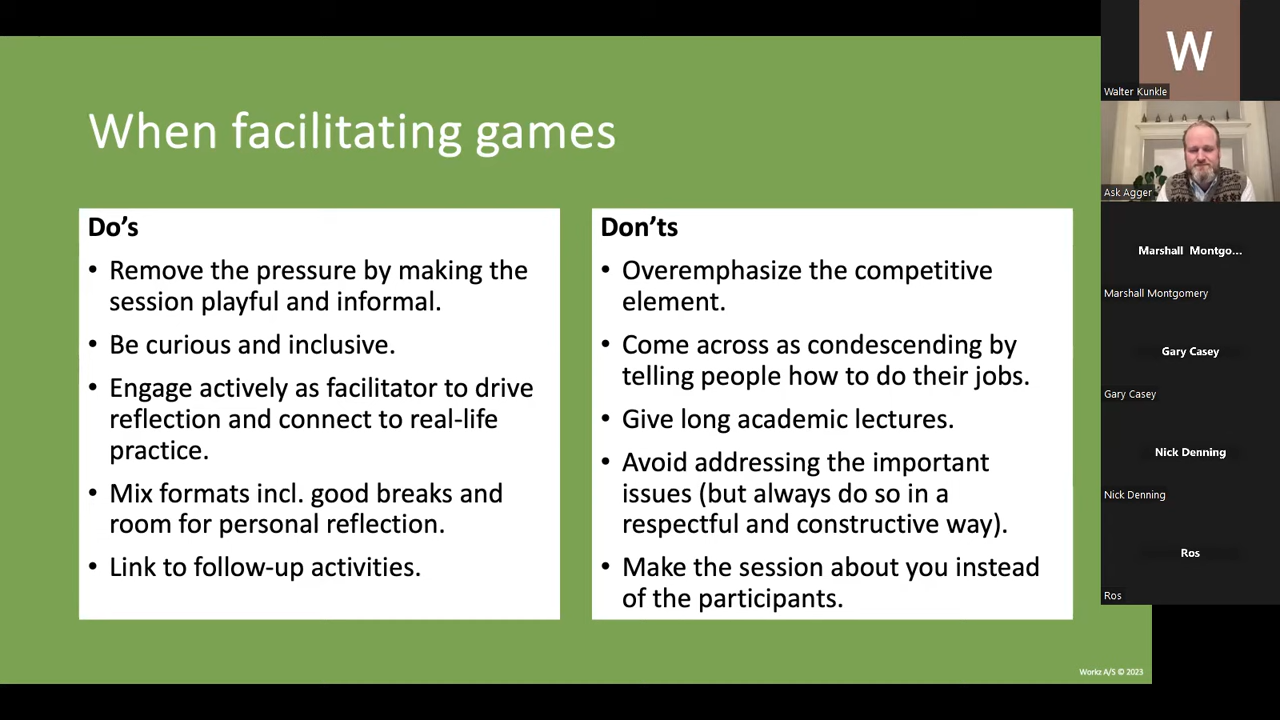 When facilitating games
Do's
• Remove the pressure by making the
session playful and informal.
• Be curious and inclusive.
• Engage actively as facilitator to drive
reflection and connect to real-life
practice.
• Mix formats incl. good breaks and
room for personal reflection.
• Link to follow-up activities.
Don'ts
• Overemphasize the competitive
element.
• Come across as condescending by
telling people how to do their jobs.
• Give long academic lectures.
• Avoid addressing the important
issues (but always do so in a
respectful and constructive way).
• Make the session about you instead
of the participants.
Workz A/S © 2023
W
Walter Kunkle
Ask Agger
Marshall Montgo...
Marshall Montgomery
Gary Casey
Gary Casey
Nick Denning
Nick Denning
Ros
Ros